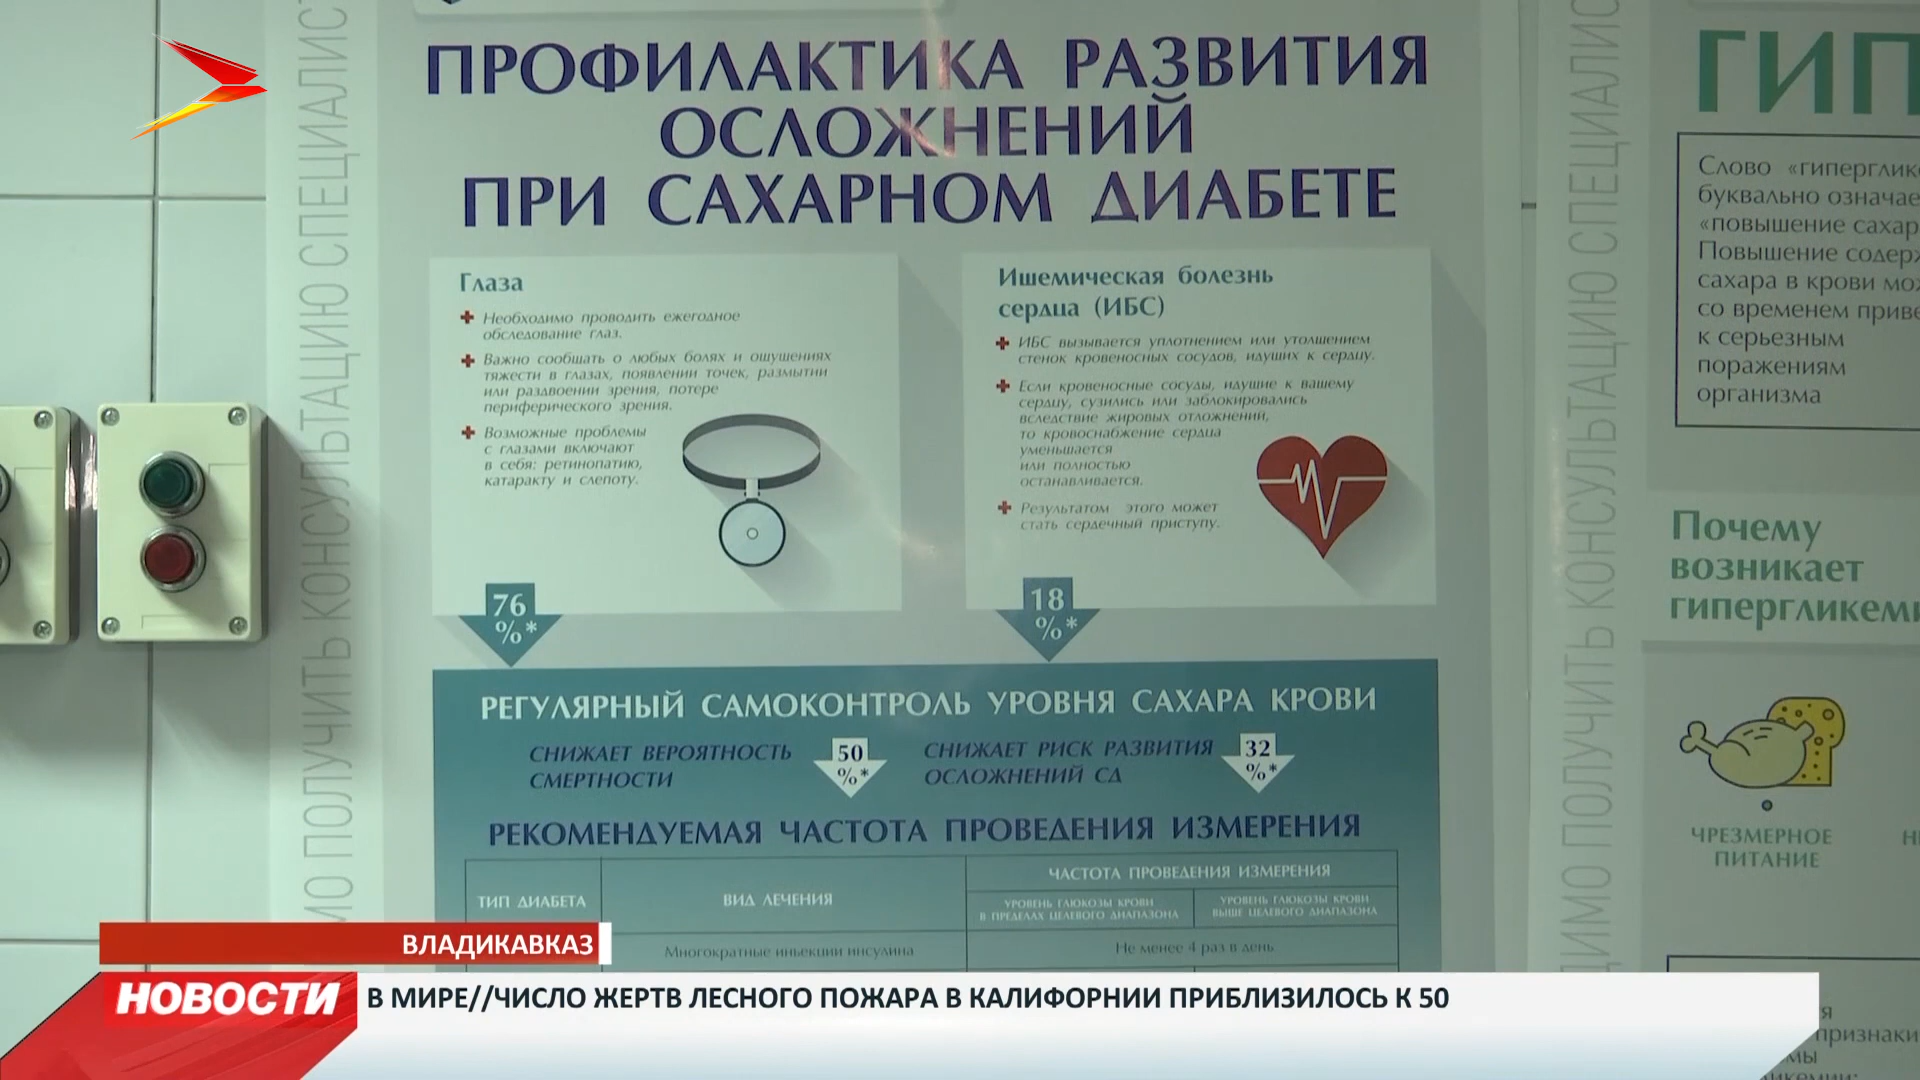 ПРОФИЛАКТИКА РАЗВИТИЯ
ОСЛОЖНЕНИЙ
ПРИ САХАРНОМ ДИАБЕТЕ
Глаза
Необходимо проводить ежегодное
обследование глаз.
Важно сообщать о любых болях и ощущениях
тяжести в глазах, появлении точек, размытии
или раздвоении зрения, потере
периферического зрения.
Возможные проблемы
с глазами включают
в себя: ретинопатию,
катаракту и слепоту.
76
%*
Ишемическая болезнь
сердца (ИБС)
ИБС вызывается уплотнением или утолщением
стенок кровеносных сосудов, идущих к сердцу.
Если кровеносные сосуды, идущие к вашему
сердцу, сузились или заблокировались
вследствие жировых отложений,
то кровоснабжение сердца
уменьшается
или полностью
останавливается.
Результатом этого может
стать сердечный приступ.
18
%*
РЕГУЛЯРНЫЙ САМОКОНТРОЛЬ УРОВНЯ САХАРА КРОВИ
СНИЖАЕТ ВЕРОЯТНОСТЬ
СМЕРТНОСТИ
50
%*
СНИЖАЕТ РИСК РАЗВИТИЯ
ОСЛОЖНЕНИЙ СД
32
%*
РЕКОМЕНДУЕМАЯ ЧАСТОТА ПРОВЕДЕНИЯ ИЗМЕРЕНИЯ
ТИП ДИАБЕТА
ВИД ЛЕЧЕНИЯ
ЧАСТОТА ПРОВЕДЕНИЯ ИЗМЕРЕНИЯ
УРОВЕНЬ ГЛЮКОЗЫ КРОВИ
В ПРЕДЕЛАХ ЦЕЛЕВОГО ДИАПАЗОНА
УРОВЕНЬ ГЛЮКОЗЫ КРОВИ
ВЫШЕ ЦЕЛЕВОГО ДИАПАЗОНА
Многократные инъекции инсулина
Не менее 4 раз в день
ПОЛУЧИТЬ КОНСУЛЬТАЦИЮ
ПОЛУЧИТЬ КОНСУЛЬТАЦИЮ
ГИП
Слово «гипергликe
буквально означае
«повышение сахар
Повышение содерж
сахара в крови мо
со временем приве
к серьезным
поражениям
организма
Почему
возникает
гипергликеми
ЧРЕЗМЕРНОЕ
ПИТАНИЕ
признаки
ВЛАДИКАВКАЗ
НОВОСТИ
В МИРЕ//ЧИСЛО ЖЕРТВ ЛЕСНОГО ПОЖАРА В КАЛИФОРНИИ ПРИБЛИЗИЛОСЬ К 50